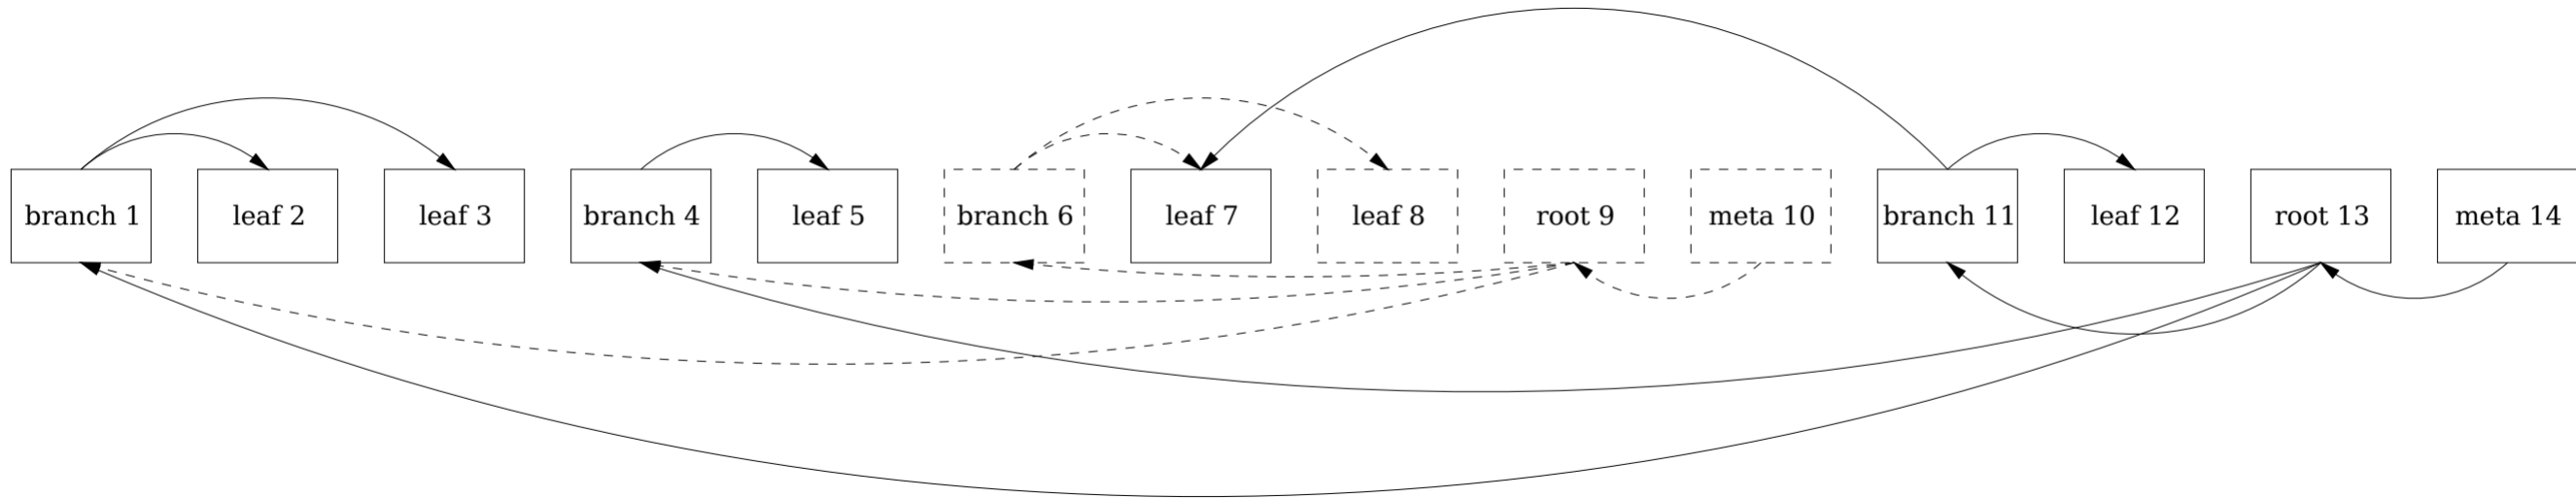 branch 1
leaf 2
leaf 3
branch 4
leaf 5
branch 6
leaf 7
leaf 8
root 9
meta 10
branch 11
leaf 12
root 13
meta 14